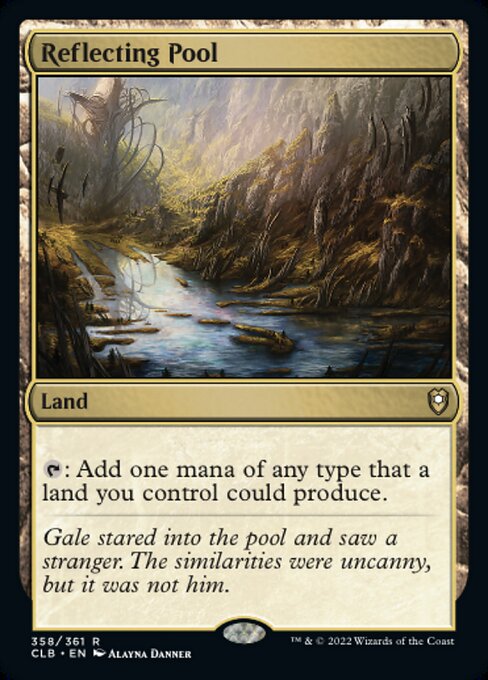 Reflecting Pool
Land
: Add one mana of any type that a
land you control could produce.
Gale stared into the pool and saw a
stranger. The similarities were uncanny,
but it was not him.
358/361 R
CLB • EN Alayna Danner
™ & © 2022 Wizards of the Coast